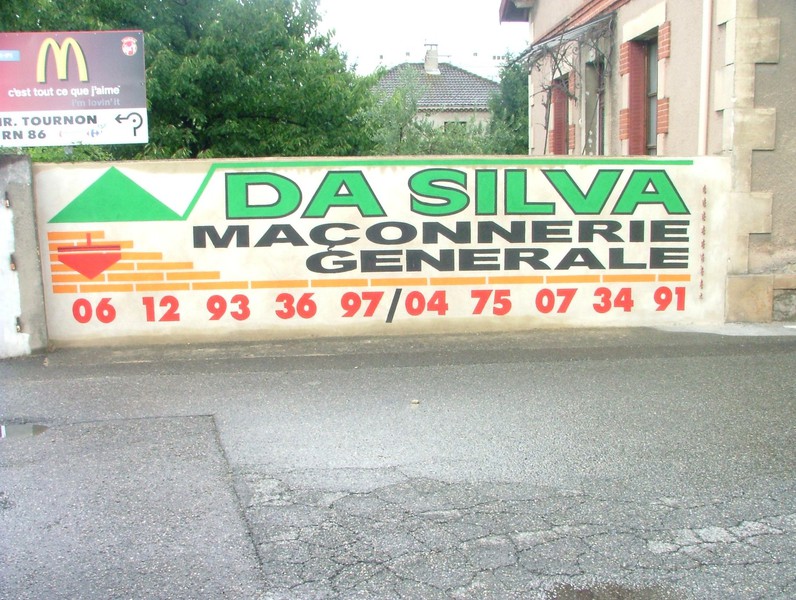 M
c'est tout ce que j'aime
i'm lovin' it
DIR. TOURNON
RN 86
DA SILVA
MAÇONNERIE
GENERALE
06 12 93 36 97/04 75 07 34 91